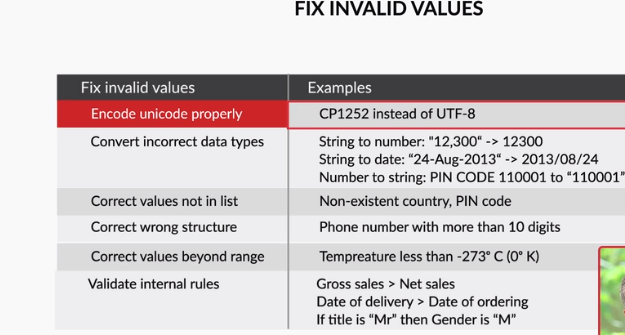 FIX INVALID VALUES
Fix invalid values Examples
Encode unicode properly CP1252 instead of UTF-8
Convert incorrect data types String to number: "12,300" -> 12300
String to date: "24-Aug-2013" -> 2013/08/24
Number to string: PIN CODE 110001 to "110001"
Correct values not in list Non-existent country, PIN code
Correct wrong structure Phone number with more than 10 digits
Correct values beyond range Tempreature less than -273° C (0° K)
Validate internal rules Gross sales > Net sales
Date of delivery > Date of ordering
If title is "Mr" then Gender is "M"